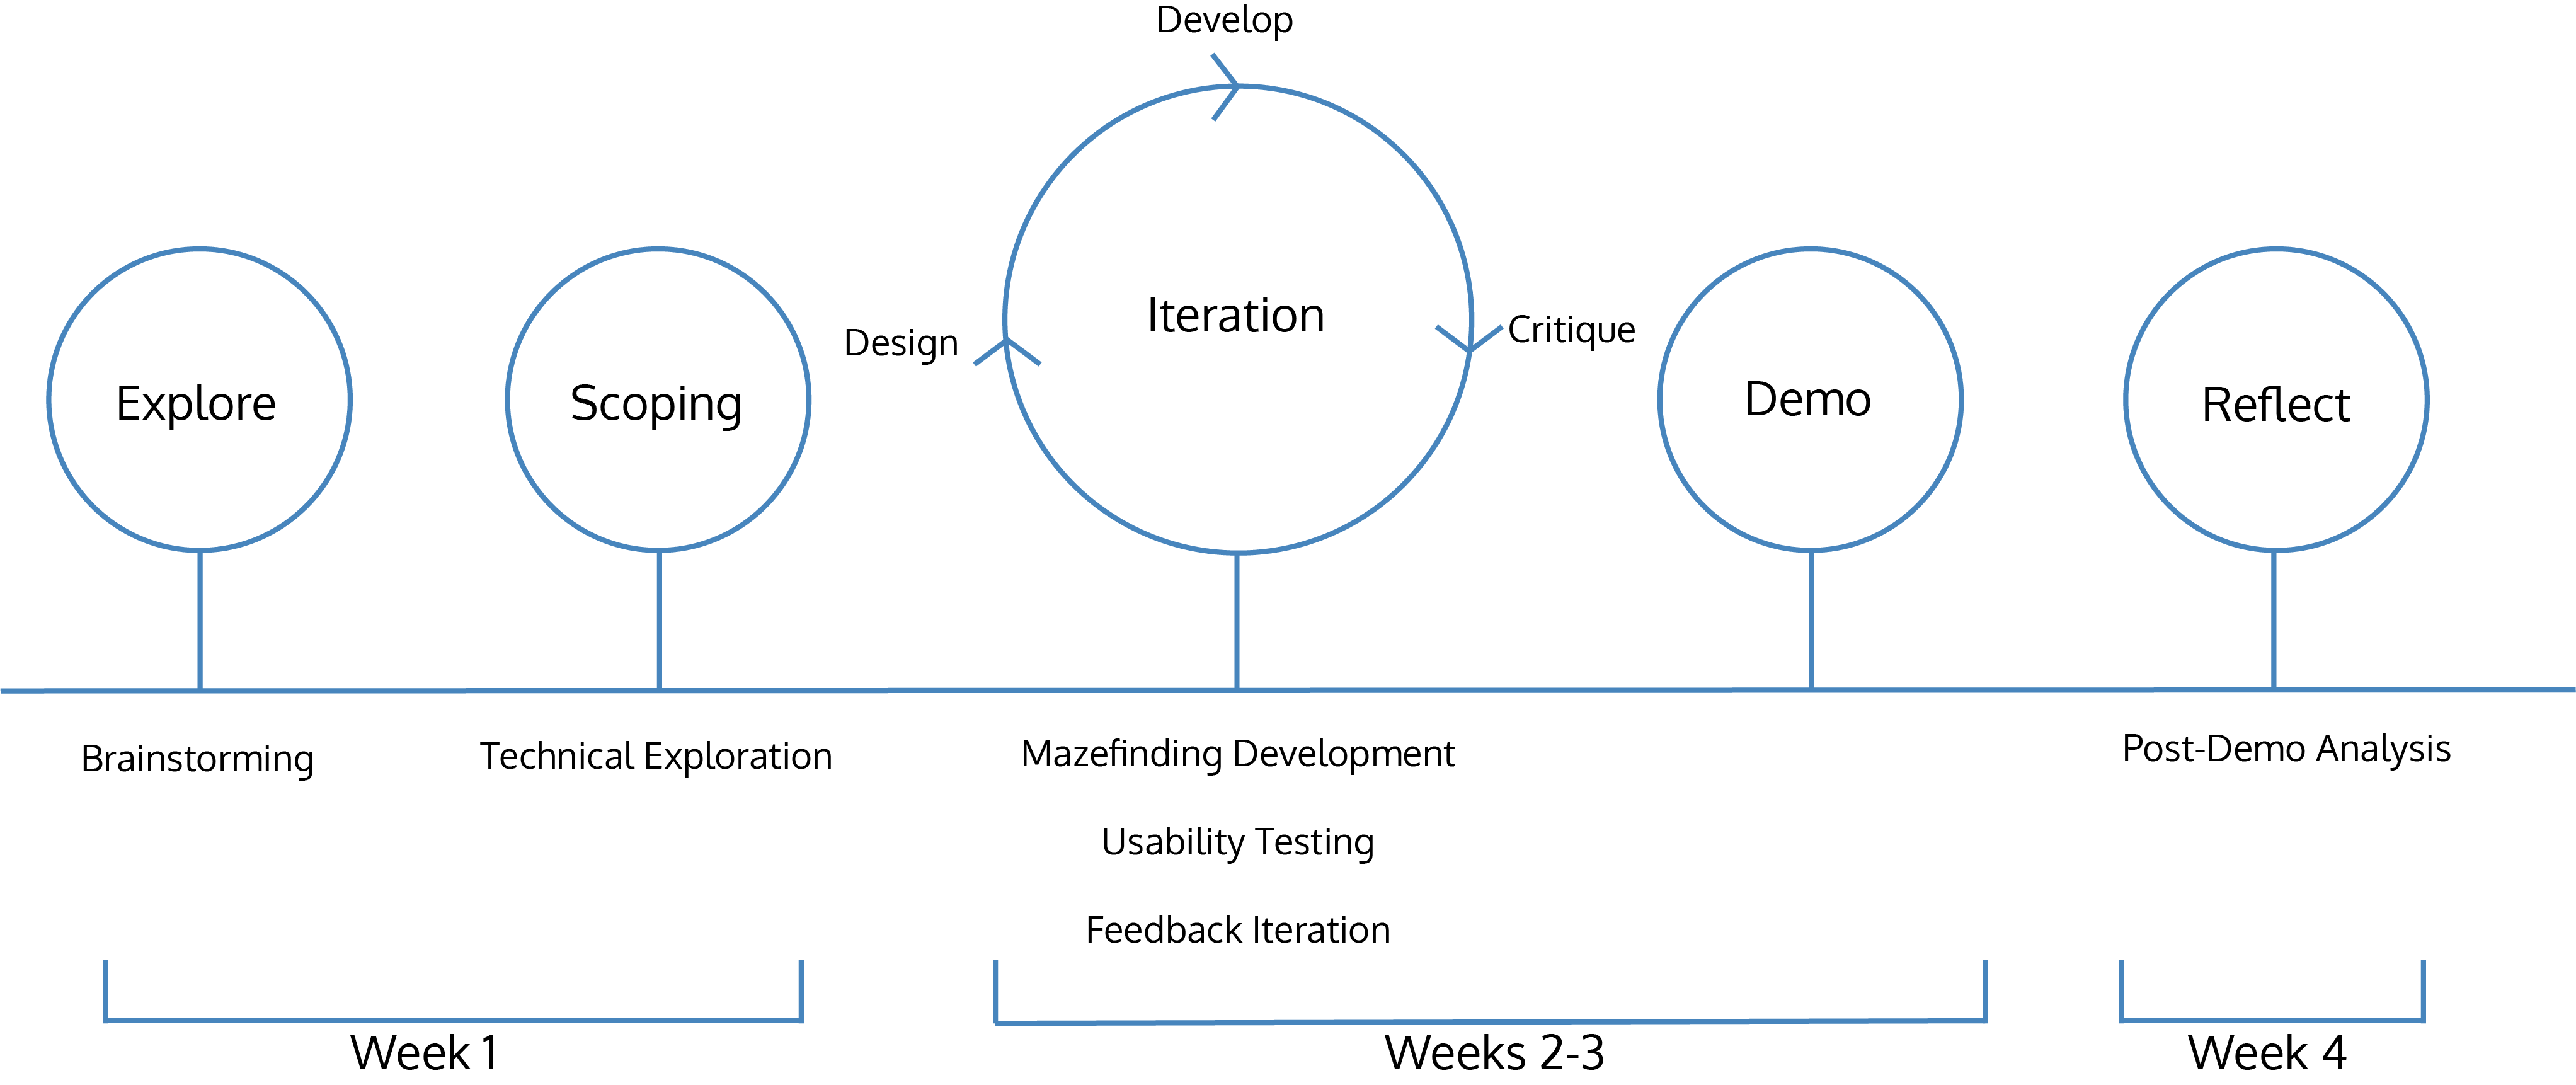 Develop
Iteration
Design
Critique
Explore
Scoping
Demo
Reflect
Brainstorming
Technical Exploration
Mazefinding Development
Post-Demo Analysis
Usability Testing
Feedback Iteration
Week 1
Weeks 2-3
Week 4